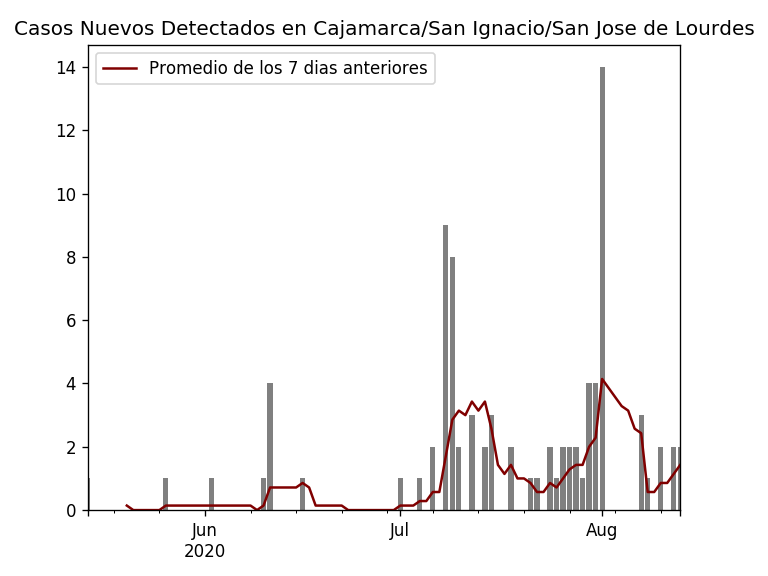 Casos Nuevos Detectados en Cajamarca/San Ignacio/San Jose de Lourdes
Promedio de los 7 dias anteriores
14
12
10
8
6
4
2
0
Jun
2020
Jul
Aug